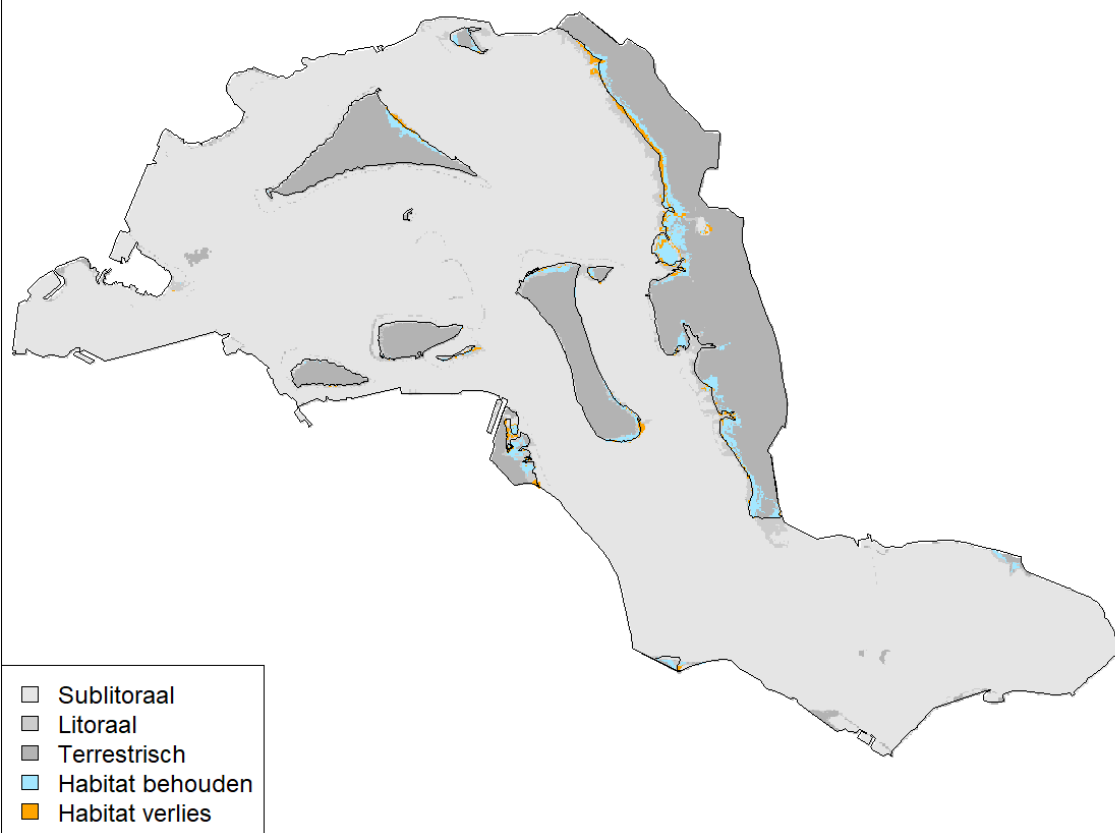 Sublitoraal
Litoraal
Terrestrisch
Habitat behouden
Habitat verlies